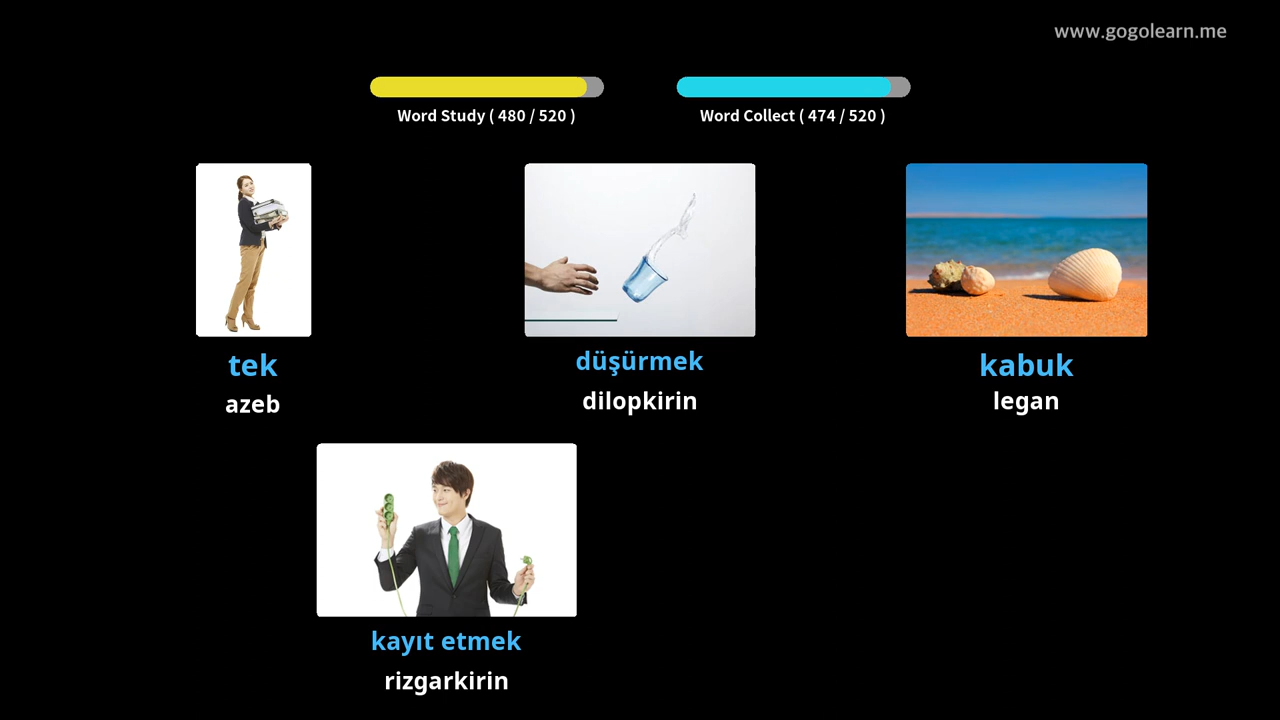 www.gogolearn.me
Word Study ( 480 / 520 )
Word Collect ( 474 / 520 )
tek
azeb
düşürmek
dilopkirin
kabuk
legan
kayıt etmek
rizgarkirin